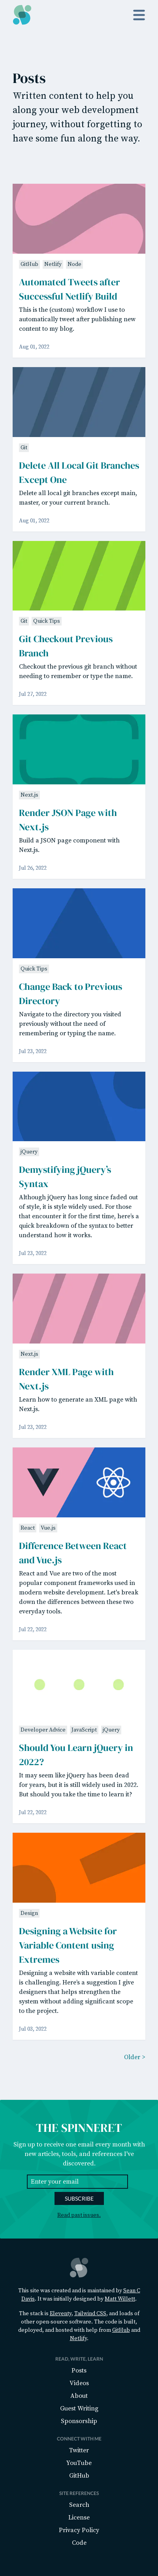 Posts
Written content to help you
along your web development
journey, without forgetting to
have some fun along the way.
GitHub Netlify Node
Automated Tweets after
Successful Netlify Build
This is the (custom) workflow I use to
automatically tweet after publishing new
content to my blog.
Aug 01, 2022
Git
Delete All Local Git Branches
Except One
Delete all local git branches except main,
master, or your current branch.
Aug 01, 2022
Git Quick Tips
Git Checkout Previous
Branch
Checkout the previous git branch without
needing to remember or type the name.
Jul 27, 2022
Next.js
Render JSON Page with
Next.js
Build a JSON page component with
Next.js.
Jul 26, 2022
Quick Tips
Change Back to Previous
Directory
Navigate to the directory you visited
previously without the need of
remembering or typing the name.
Jul 23, 2022
jQuery
Demystifying jQuery's
Syntax
Although jQuery has long since faded out
of style, it is style widely used. For those
that encounter it for the first time, here's a
quick breakdown of the syntax to better
understand how it works.
Jul 23, 2022
Next.js
Render XML Page with
Next.js
Learn how to generate an XML page with
Next.js.
Jul 23, 2022
React Vue.js
Difference Between React
and Vue.js
React and Vue are two of the most
popular component frameworks used in
modern website development. Let's break
down the differences between these two
everyday tools.
Jul 22, 2022
Developer Advice JavaScript jQuery
Should You Learn jQuery in
2022?
It may seem like jQuery has been dead
for years, but it is still widely used in 2022.
But should you take the time to learn it?
Jul 22, 2022
Design
Designing a Website for
Variable Content using
Extremes
Designing a website with variable content
is challenging. Here's a suggestion I give
designers that helps strengthen the
system without adding significant scope
to the project.
Jul 03, 2022
Older >
THE SPINNERET
Sign up to receive one email every month with
new articles, tools, and references I've
discovered.
Enter your email
SUBSCRIBE
Read past issues.
This site was created and is maintained by Sean C
Davis. It was initially designed by Matt Willett.
The stack is Eleventy, Tailwind CSS, and loads of
other open source software. The code is built,
deployed, and hosted with help from GitHub and
Netlify.
READ, WRITE, LEARN
Posts
Videos
About
Guest Writing
Sponsorship
CONNECT WITH ME
Twitter
YouTube
GitHub
SITE REFERENCES
Search
License
Privacy Policy
Code